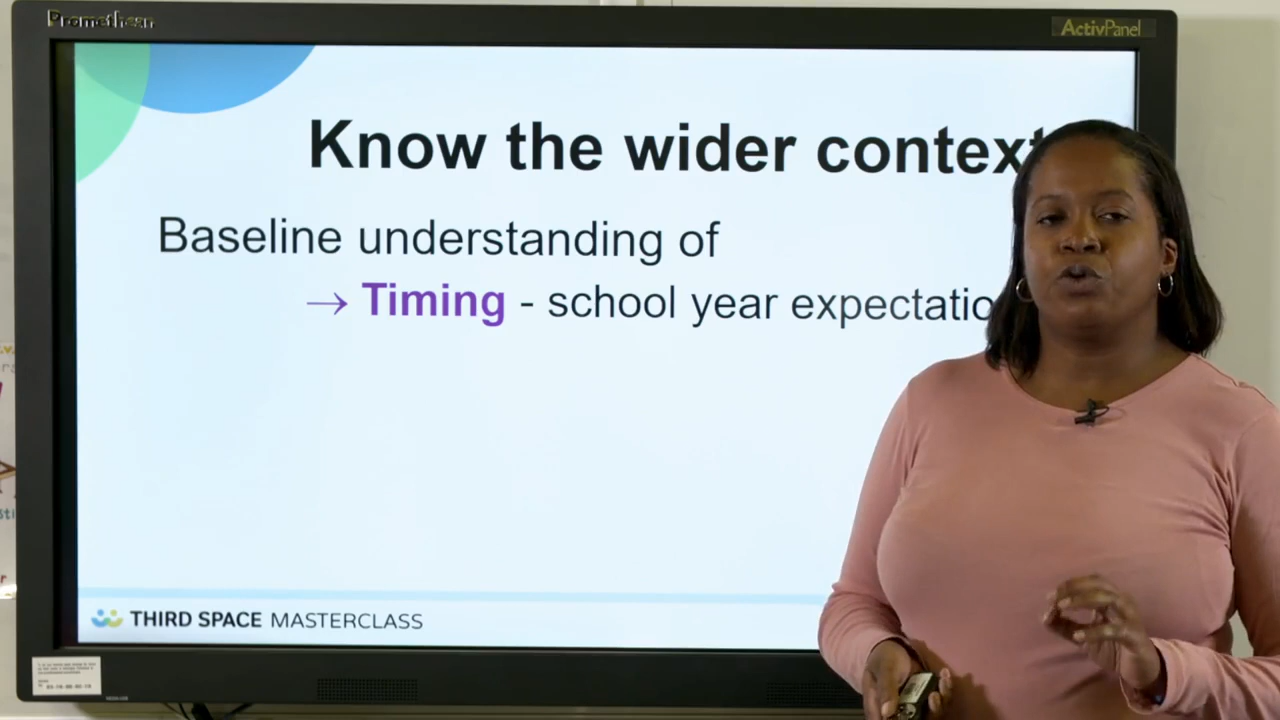 Promethean
ActivPanel
Know the wider context
Baseline understanding of
→ Timing - school year expectatio
THIRD SPACE MASTERCLASS